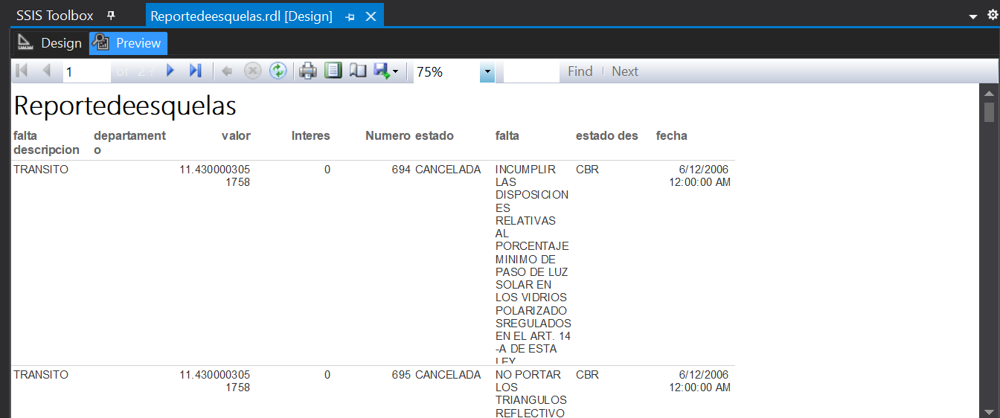 SSIS Toolbox
Reportedeesquelas.rdl [Design]
Design
Preview
1
of 2 ?
75%
Find
Next
Reportedeesquelas
falta descripcion
departament
o
valor
Interes
Numero
estado
falta
estado des
fecha
TRANSITO
11.430000305
1758
0
694
CANCELADA
INCUMPLIR
LAS
DISPOSICION
ES
RELATIVAS
AL
PORCENTAJE
MINIMO DE
PASO DE LUZ
SOLAR EN
LOS VIDRIOS
POLARIZADO
SREGULADOS
EN EL ART. 14
-A DE ESTA
LEY
CBR
6/12/2006
12:00:00 AM
TRANSITO
11.430000305
1758
0
695
CANCELADA
NO PORTAR
LOS
TRIANGULOS
REFLECTIVO
CBR
6/12/2006
12:00:00 AM